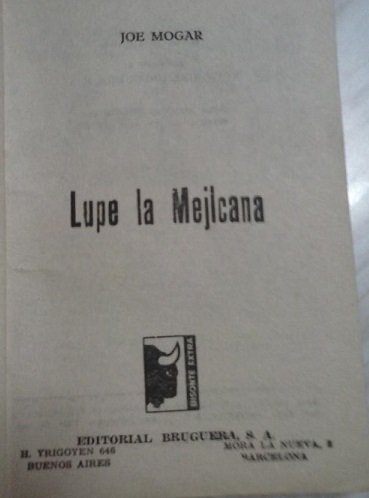 JOE MOGAR
Lupe la Mejicana
BISONTE EXTRA
EDITORIAL BRUGUERA, S. A.
H. YRIGOYEN 646
BUENOS AIRES
MORA LA NUEVA, 2
BARCELONA